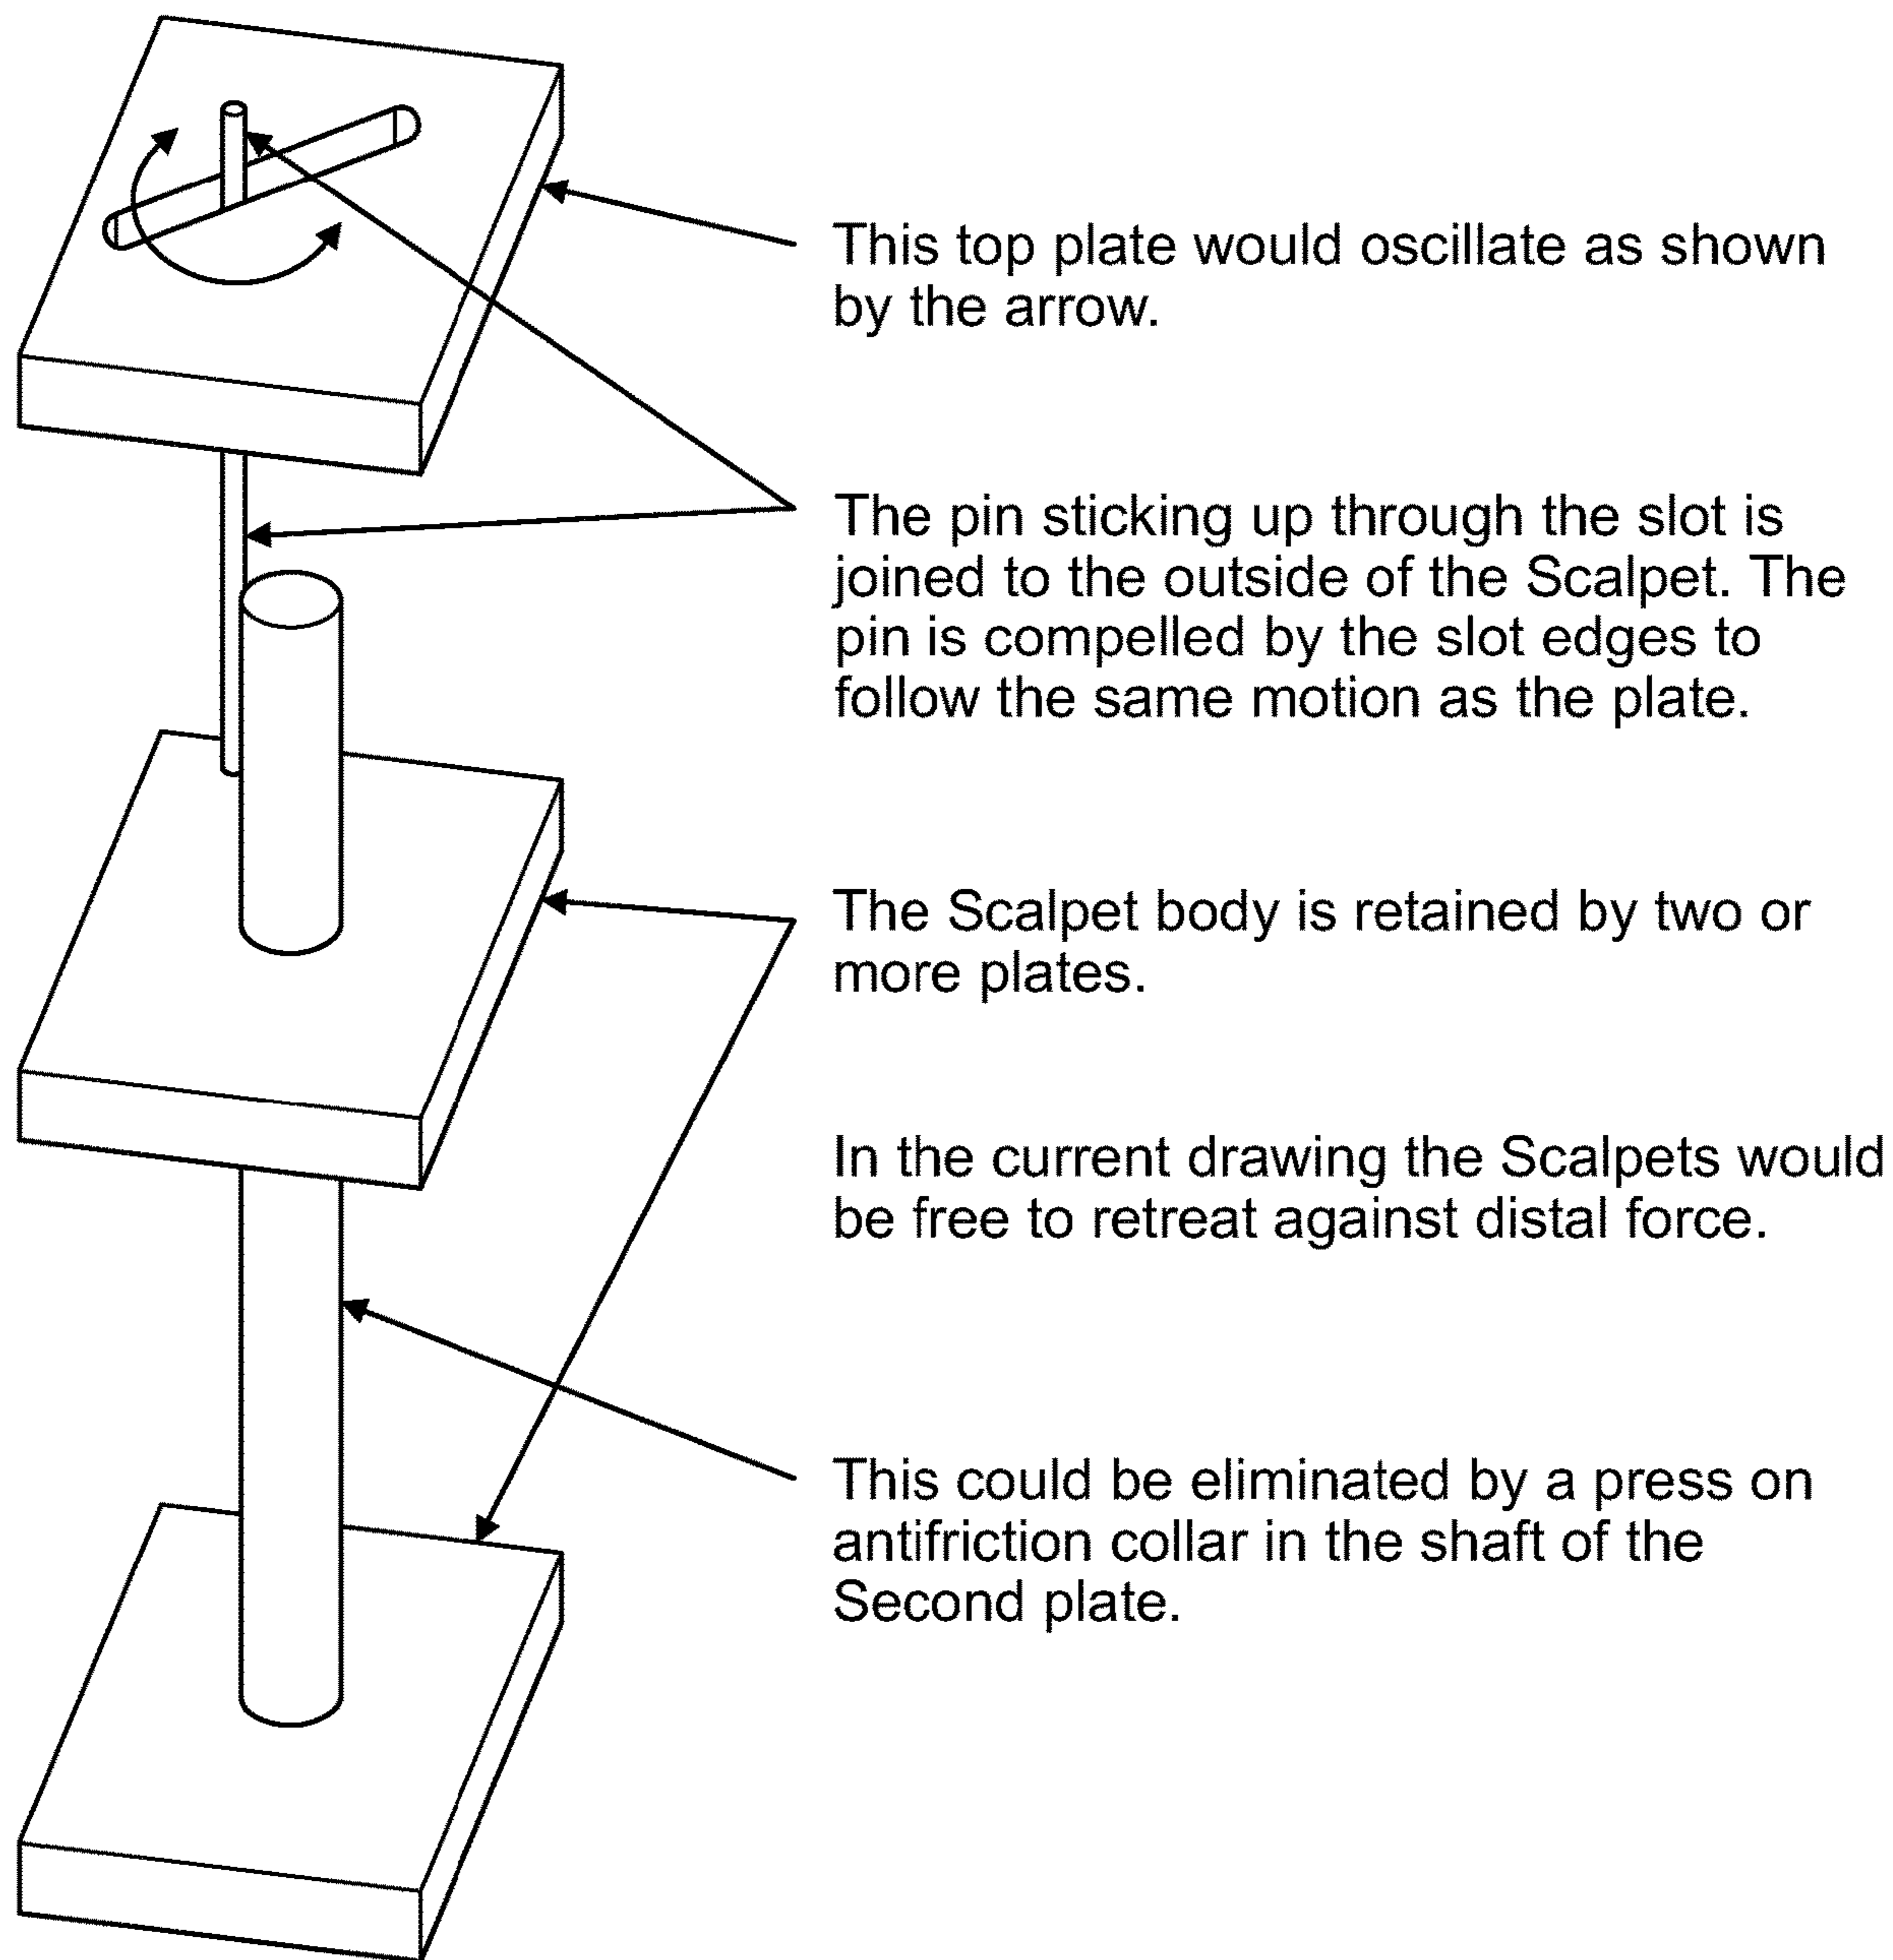 This top plate would oscillate as shown
by the arrow.
The pin sticking up through the slot is
joined to the outside of the Scalpet. The
pin is compelled by the slot edges to
follow the same motion as the plate.
The Scalpet body is retained by two or
more plates.
In the current drawing the Scalpets would
be free to retreat against distal force.
This could be eliminated by a press on
antifriction collar in the shaft of the
Second plate.